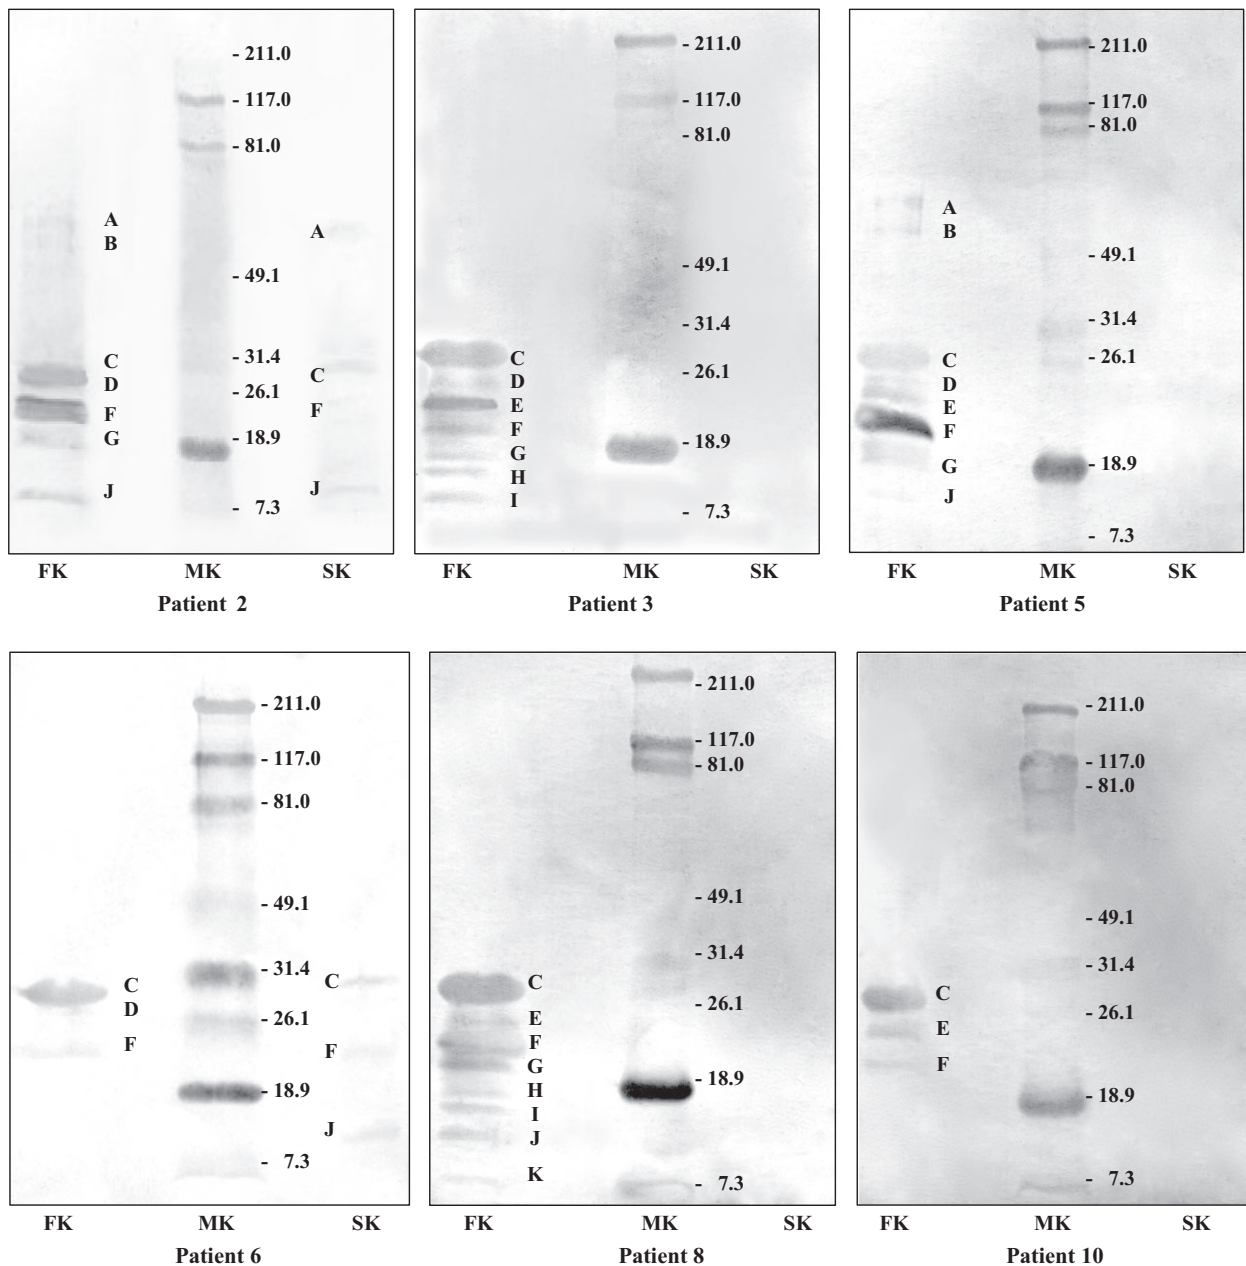 - 211.0
- 117.0
- 81.0
A
B
A
- 49.1
C
- 31.4
D
C
- 26.1
F
F
G
- 18.9
J
J
- 7.3
FK MK SK
Patient 2
- 211.0
- 117.0
- 81.0
- 49.1
- 31.4
C
- 26.1
D
E
F
- 18.9
G
H
I
- 7.3
FK MK SK
Patient 3
- 211.0
- 117.0
- 81.0
A
B
- 49.1
- 31.4
C
- 26.1
D
E
F
G
- 18.9
J
- 7.3
FK MK SK
Patient 5
- 211.0
- 117.0
- 81.0
- 49.1
- 31.4
C
C
D
- 26.1
F
F
- 18.9
J
- 7.3
FK MK SK
Patient 6
- 211.0
- 117.0
- 81.0
- 49.1
- 31.4
C
- 26.1
E
F
G
- 18.9
H
I
J
K
- 7.3
FK MK SK
Patient 8
- 211.0
- 117.0
- 81.0
- 49.1
- 31.4
C
- 26.1
E
F
- 18.9
- 7.3
FK MK SK
Patient 10